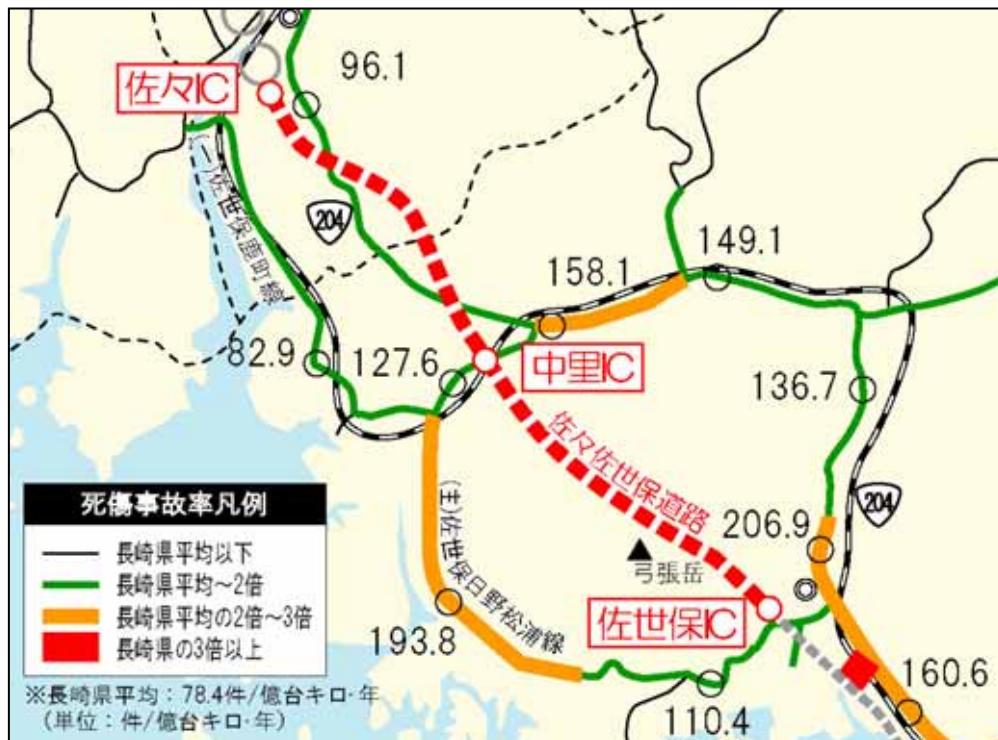 佐々IC
96.1
(一)佐世保鹿町線
204
149.1
158.1
82.9
127.6
中里IC
136.7
佐々佐世保道路
(主)佐世保日野松浦線
204
206.9
弓張岳
佐世保IC
193.8
160.6
110.4
死傷事故率凡例
長崎県平均以下
長崎県平均～2倍
長崎県平均の2倍～3倍
長崎県の3倍以上
※長崎県平均：78.4件/億台キロ・年
（単位：件/億台キロ・年）